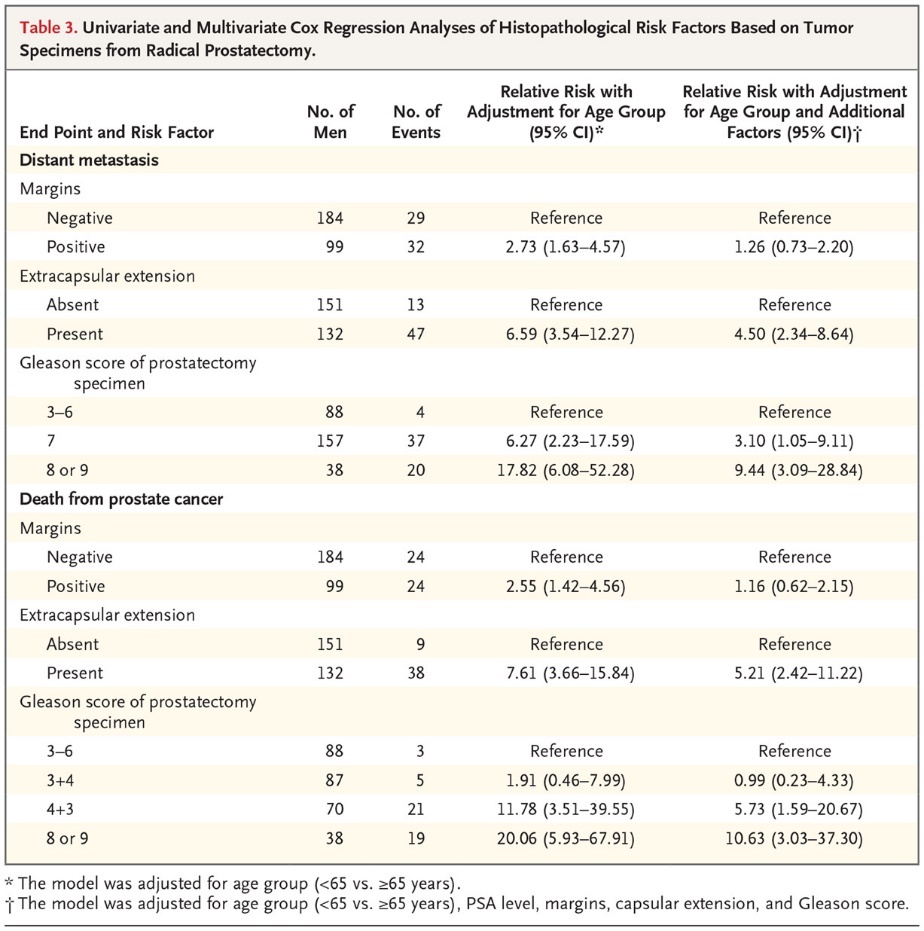 Table 3. Univariate and Multivariate Cox Regression Analyses of Histopathological Risk Factors Based on Tumor
Specimens from Radical Prostatectomy.
End Point and Risk Factor No. of Men No. of Events Relative Risk with Adjustment for Age Group (95% CI)* Relative Risk with Adjustment for Age Group and Additional Factors (95% CI)†
Distant metastasis
Margins
Negative 184 29 Reference Reference
Positive 99 32 2.73 (1.63–4.57) 1.26 (0.73–2.20)
Extracapsular extension
Absent 151 13 Reference Reference
Present 132 47 6.59 (3.54–12.27) 4.50 (2.34–8.64)
Gleason score of prostatectomy
specimen
3–6 88 4 Reference Reference
7 157 37 6.27 (2.23–17.59) 3.10 (1.05–9.11)
8 or 9 38 20 17.82 (6.08–52.28) 9.44 (3.09–28.84)
Death from prostate cancer
Margins
Negative 184 24 Reference Reference
Positive 99 24 2.55 (1.42–4.56) 1.16 (0.62–2.15)
Extracapsular extension
Absent 151 9 Reference Reference
Present 132 38 7.61 (3.66–15.84) 5.21 (2.42–11.22)
Gleason score of prostatectomy
specimen
3–6 88 3 Reference Reference
3+4 87 5 1.91 (0.46–7.99) 0.99 (0.23–4.33)
4+3 70 21 11.78 (3.51–39.55) 5.73 (1.59–20.67)
8 or 9 38 19 20.06 (5.93–67.91) 10.63 (3.03–37.30)
* The model was adjusted for age group (<65 vs. ≥65 years).
† The model was adjusted for age group (<65 vs. ≥65 years), PSA level, margins, capsular extension, and Gleason score.